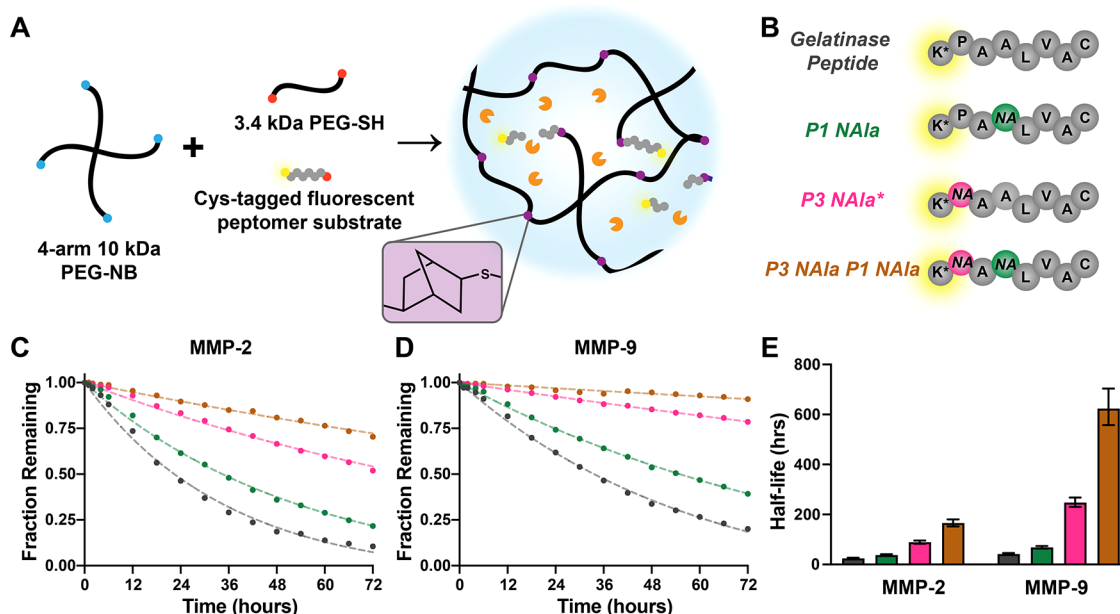 A
4-arm 10 kDa
PEG-NB
+
3.4 kDa PEG-SH
Cys-tagged fluorescent
peptomer substrate
S
B
Gelatinase
Peptide
K* P A A L V A C
P1 NAla
K* P A NA L V A C
P3 NAla*
K* NA A A L V A C
P3 NAla P1 NAla
K* NA A NA L V A C
C
MMP-2
Fraction Remaining
1.00
0.75
0.50
0.25
0.00
0 12 24 36 48 60 72
Time (hours)
D
MMP-9
Fraction Remaining
1.00
0.75
0.50
0.25
0.00
0 12 24 36 48 60 72
Time (hours)
E
Half-life (hrs)
800
600
400
200
0
MMP-2 MMP-9